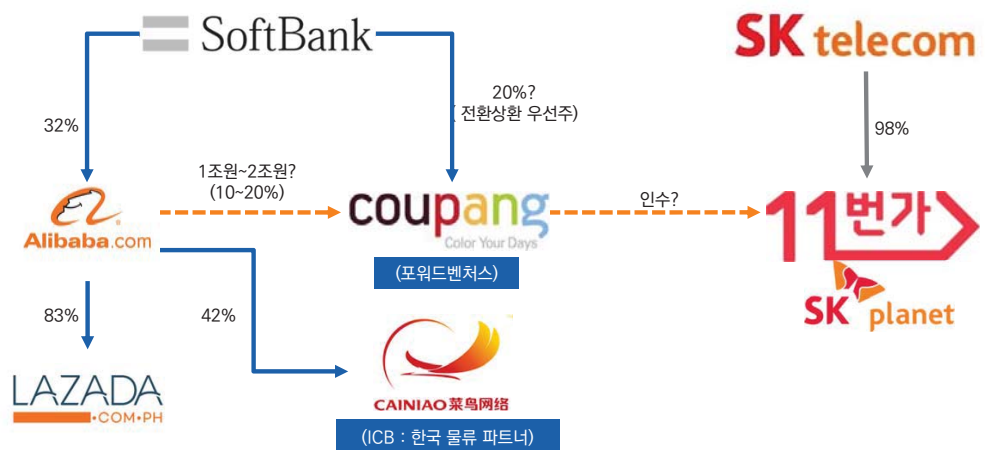 SoftBank
SK telecom
20%?
( 전환상환 우선주)
32%
98%
1조원~2조원?
(10~20%)
인수?
Alibaba.com
coupang
Color Your Days
11번가
(포워드벤처스)
SK planet
83%
42%
LAZADA
.COM.PH
CAINIAO 菜鸟网络
(ICB : 한국 물류 파트너)